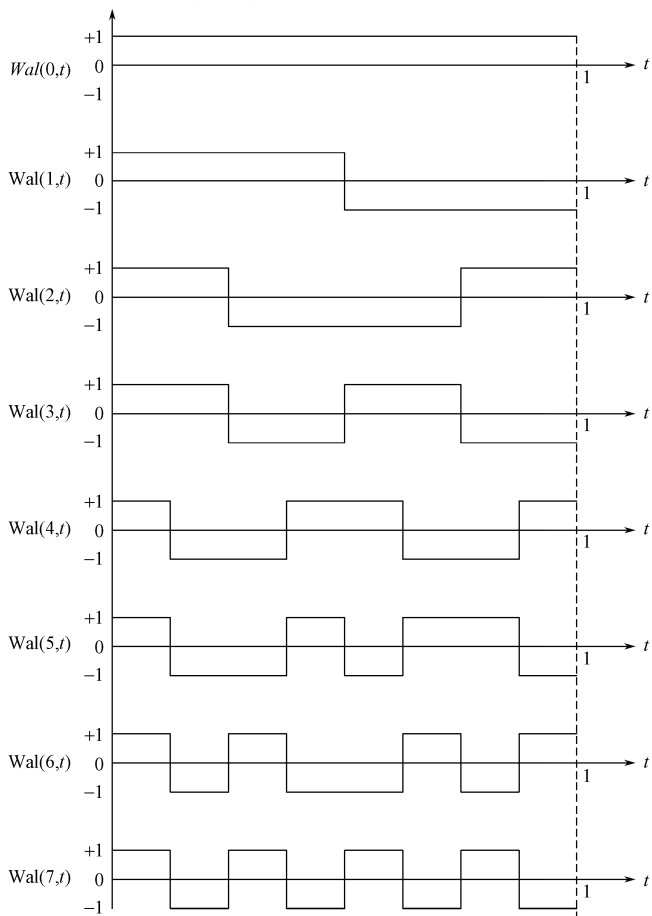 +1
Wal(0,t) 0 t
−1 1
+1
Wal(1,t) 0 t
−1 1
+1
Wal(2,t) 0 t
−1 1
+1
Wal(3,t) 0 t
−1 1
+1
Wal(4,t) 0 t
−1 1
+1
Wal(5,t) 0 t
−1 1
+1
Wal(6,t) 0 t
−1 1
+1
Wal(7,t) 0 t
−1 1